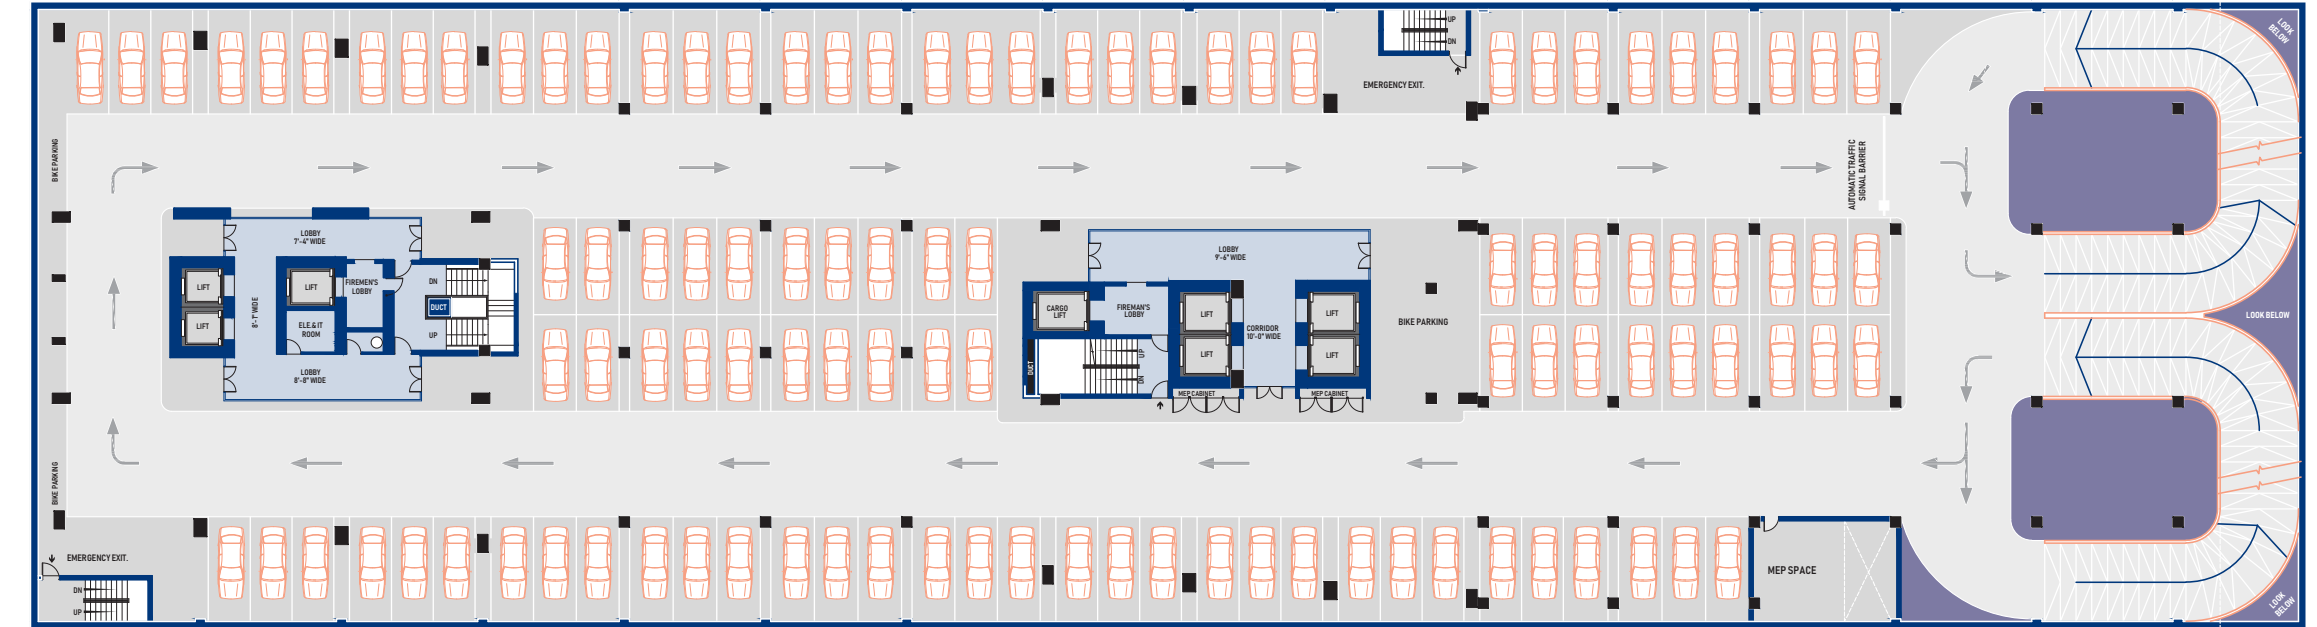 UP
DN
EMERGENCY EXIT.
LOOK
BELOW
BIKE PARKING
AUTOMATIC TRAFFIC
SIGNAL BARRIER
LOBBY
7'-4" WIDE
LIFT
LIFT
8'-1" WIDE
LIFT
FIREMEN'S
LOBBY
ELE.& IT
ROOM
DN
DUCT
UP
LOBBY
8'-8" WIDE
LOBBY
9'-6" WIDE
CARGO
LIFT
FIREMAN'S
LOBBY
LIFT
LIFT
CORRIDOR
10'-0" WIDE
LIFT
LIFT
DUCT
UP
DN
MEP CABINET
MEP CABINET
BIKE PARKING
LOOK BELOW
BIKE PARKING
EMERGENCY EXIT.
DN
UP
MEP SPACE
LOOK
BELOW